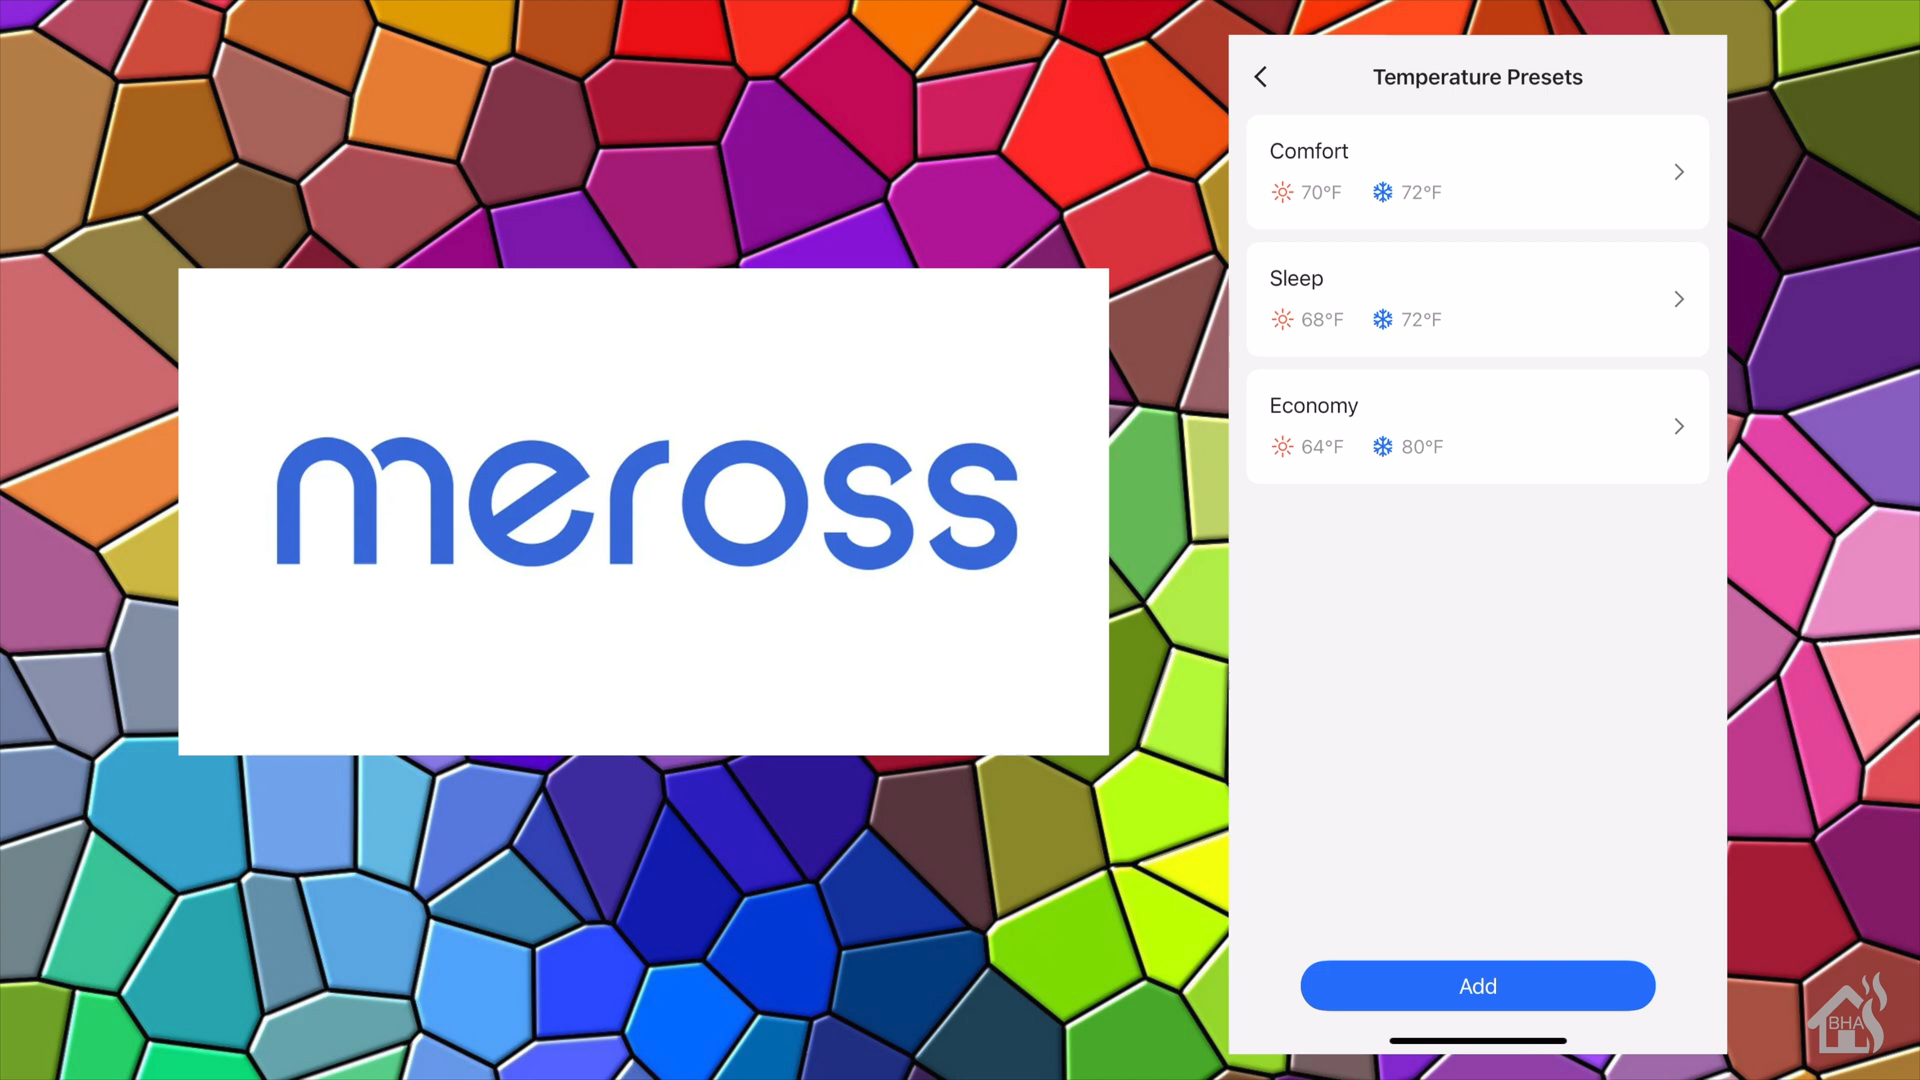 meross
Temperature Presets
Comfort
70°F 72°F
Sleep
68°F 72°F
Economy
64°F 80°F
Add
BHA